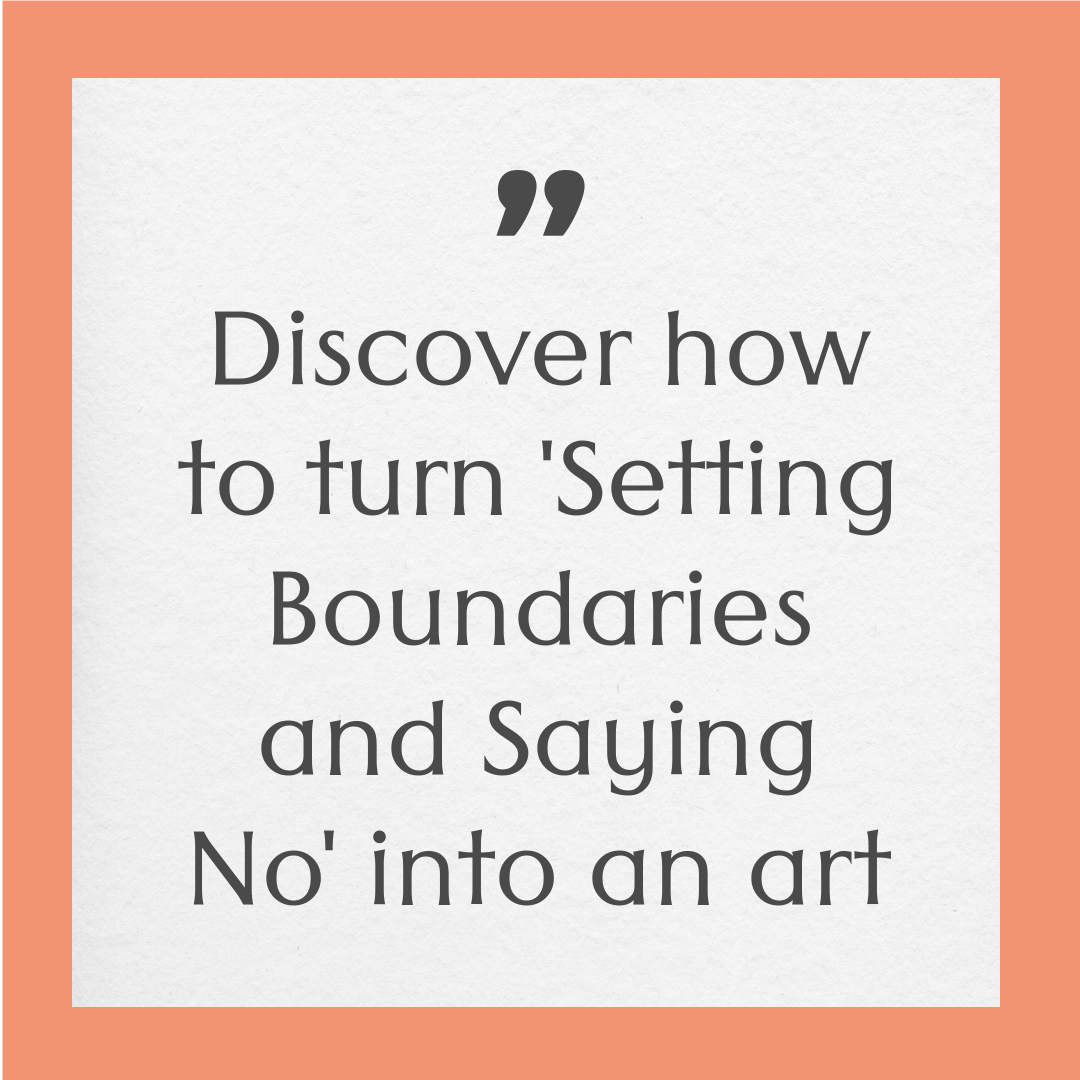 ”
Discover how
to turn 'Setting
Boundaries
and Saying
No' into an art